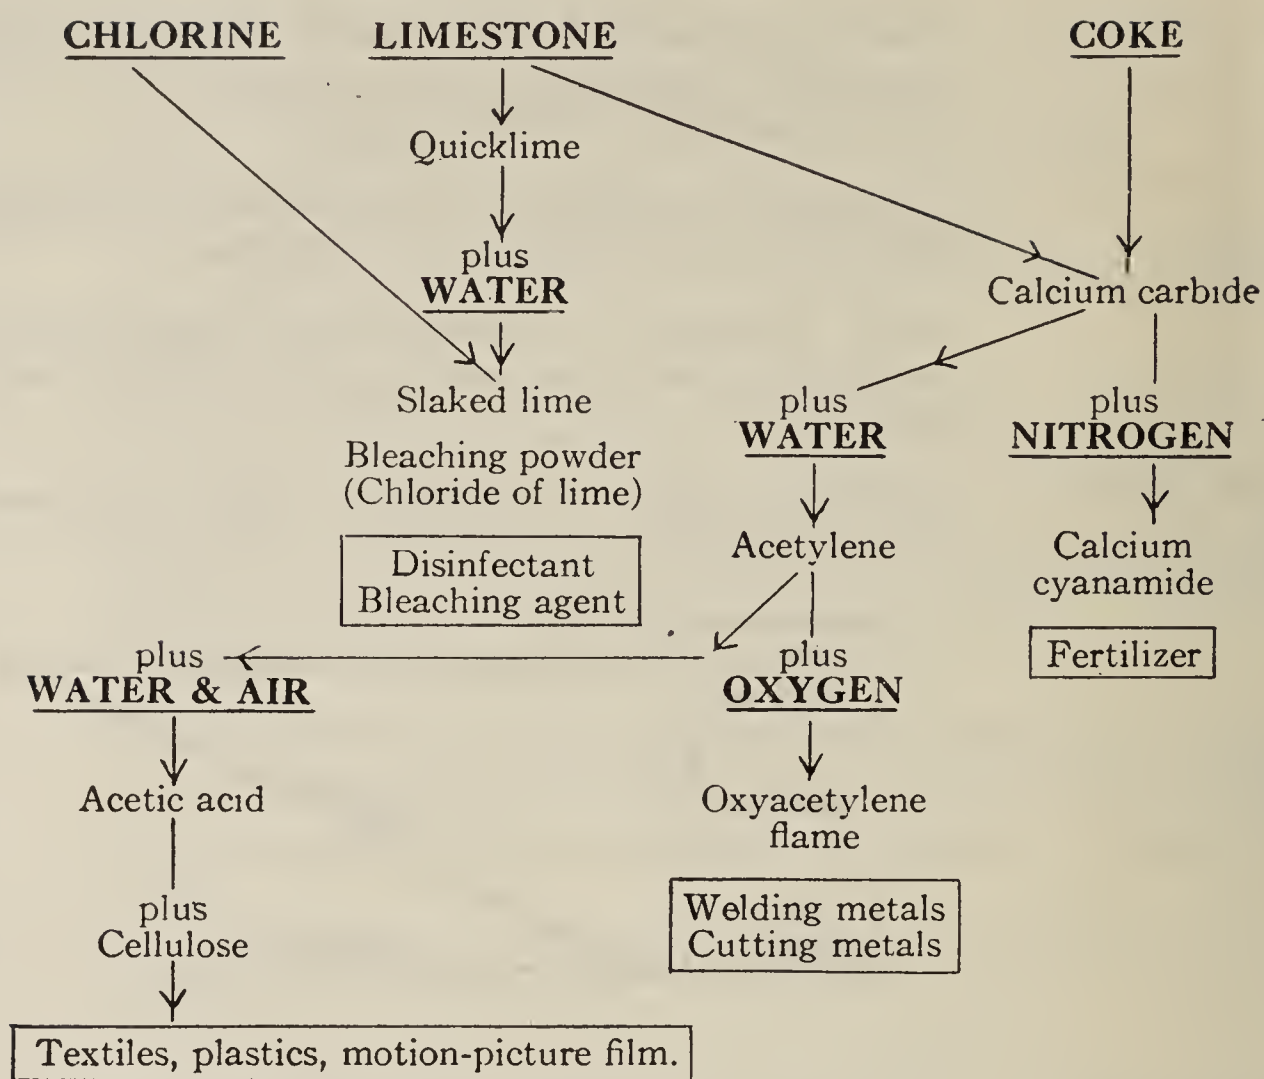 CHLORINE LIMESTONE COKE
Quicklime
plus
WATER
Calcium carbide
Slaked lime
plus
WATER
plus
NITROGEN
Bleaching powder
(Chloride of lime)
Disinfectant
Bleaching agent
Acetylene
Calcium
cyanamide
Fertilizer
plus
WATER & AIR
plus
OXYGEN
Acetic acid
Oxyacetylene
flame
plus
Cellulose
Welding metals
Cutting metals
Textiles, plastics, motion-picture film.